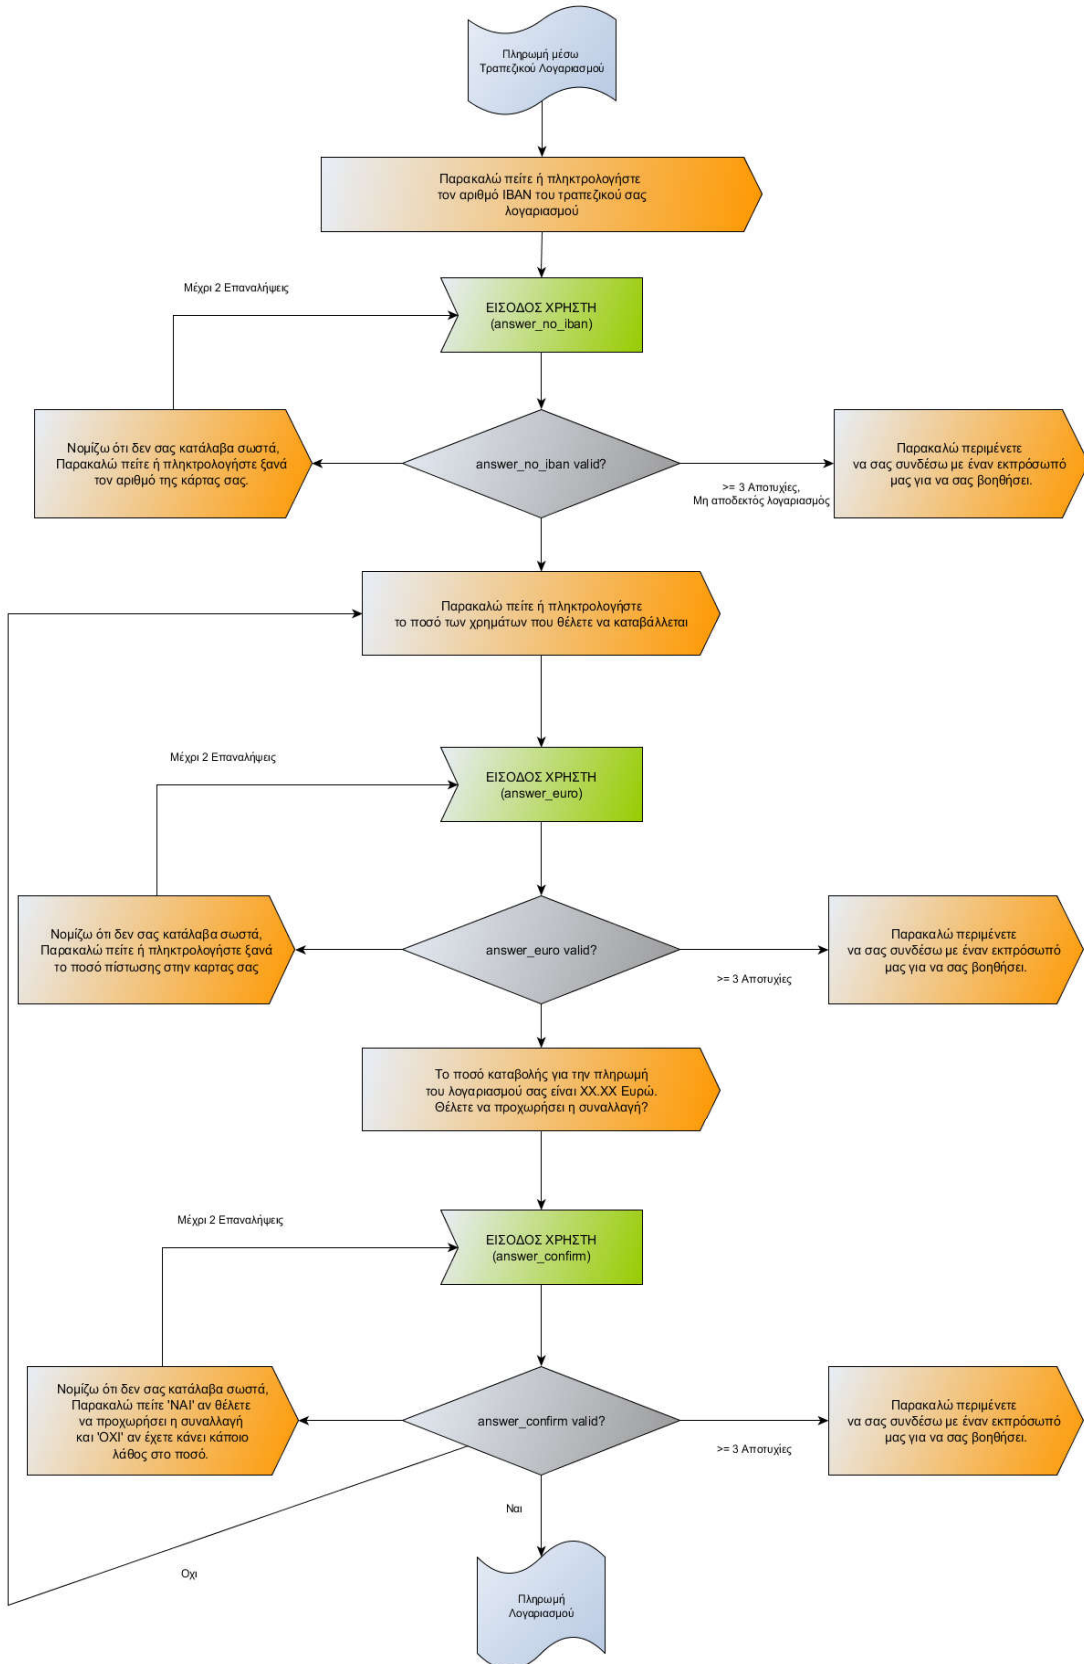 Πληρωμή μέσω
Τραπεζικού Λογαριασμού
Παρακαλώ πείτε ή πληκτρολογήστε
τον αριθμό IBAN του τραπεζικού σας
λογαριασμού
Μέχρι 2 Επαναλήψεις
ΕΙΣΟΔΟΣ ΧΡΗΣΤΗ
(answer_no_iban)
Νομίζω ότι δεν σας κατάλαβα σωστά,
Παρακαλώ πείτε ή πληκτρολογήστε ξανά
τον αριθμό της κάρτας σας.
answer_no_iban valid?
>= 3 Αποτυχίες,
Μη αποδεκτός λογαριασμός
Παρακαλώ περιμένετε
να σας συνδέσω με έναν εκπρόσωπό
μας για να σας βοηθήσει.
Παρακαλώ πείτε ή πληκτρολογήστε
το ποσό των χρημάτων που θέλετε να καταβάλλεται
Μέχρι 2 Επαναλήψεις
ΕΙΣΟΔΟΣ ΧΡΗΣΤΗ
(answer_euro)
Νομίζω ότι δεν σας κατάλαβα σωστά,
Παρακαλώ πείτε ή πληκτρολογήστε ξανά
το ποσό πίστωσης στην καρτας σας
answer_euro valid?
>= 3 Αποτυχίες
Παρακαλώ περιμένετε
να σας συνδέσω με έναν εκπρόσωπό
μας για να σας βοηθήσει.
Το ποσό καταβολής για την πληρωμή
του λογαριασμού σας είναι XX.XX Ευρώ.
Θέλετε να προχωρήσει η συναλλαγή?
Μέχρι 2 Επαναλήψεις
ΕΙΣΟΔΟΣ ΧΡΗΣΤΗ
(answer_confirm)
Νομίζω ότι δεν σας κατάλαβα σωστά,
Παρακαλώ πείτε 'ΝΑΙ' αν θέλετε
να προχωρήσει η συναλλαγή
και 'ΟΧΙ' αν έχετε κάνει κάποιο
λάθος στο ποσό.
answer_confirm valid?
>= 3 Αποτυχίες
Παρακαλώ περιμένετε
να σας συνδέσω με έναν εκπρόσωπό
μας για να σας βοηθήσει.
Ναι
Οχι
Πληρωμή
Λογαριασμού